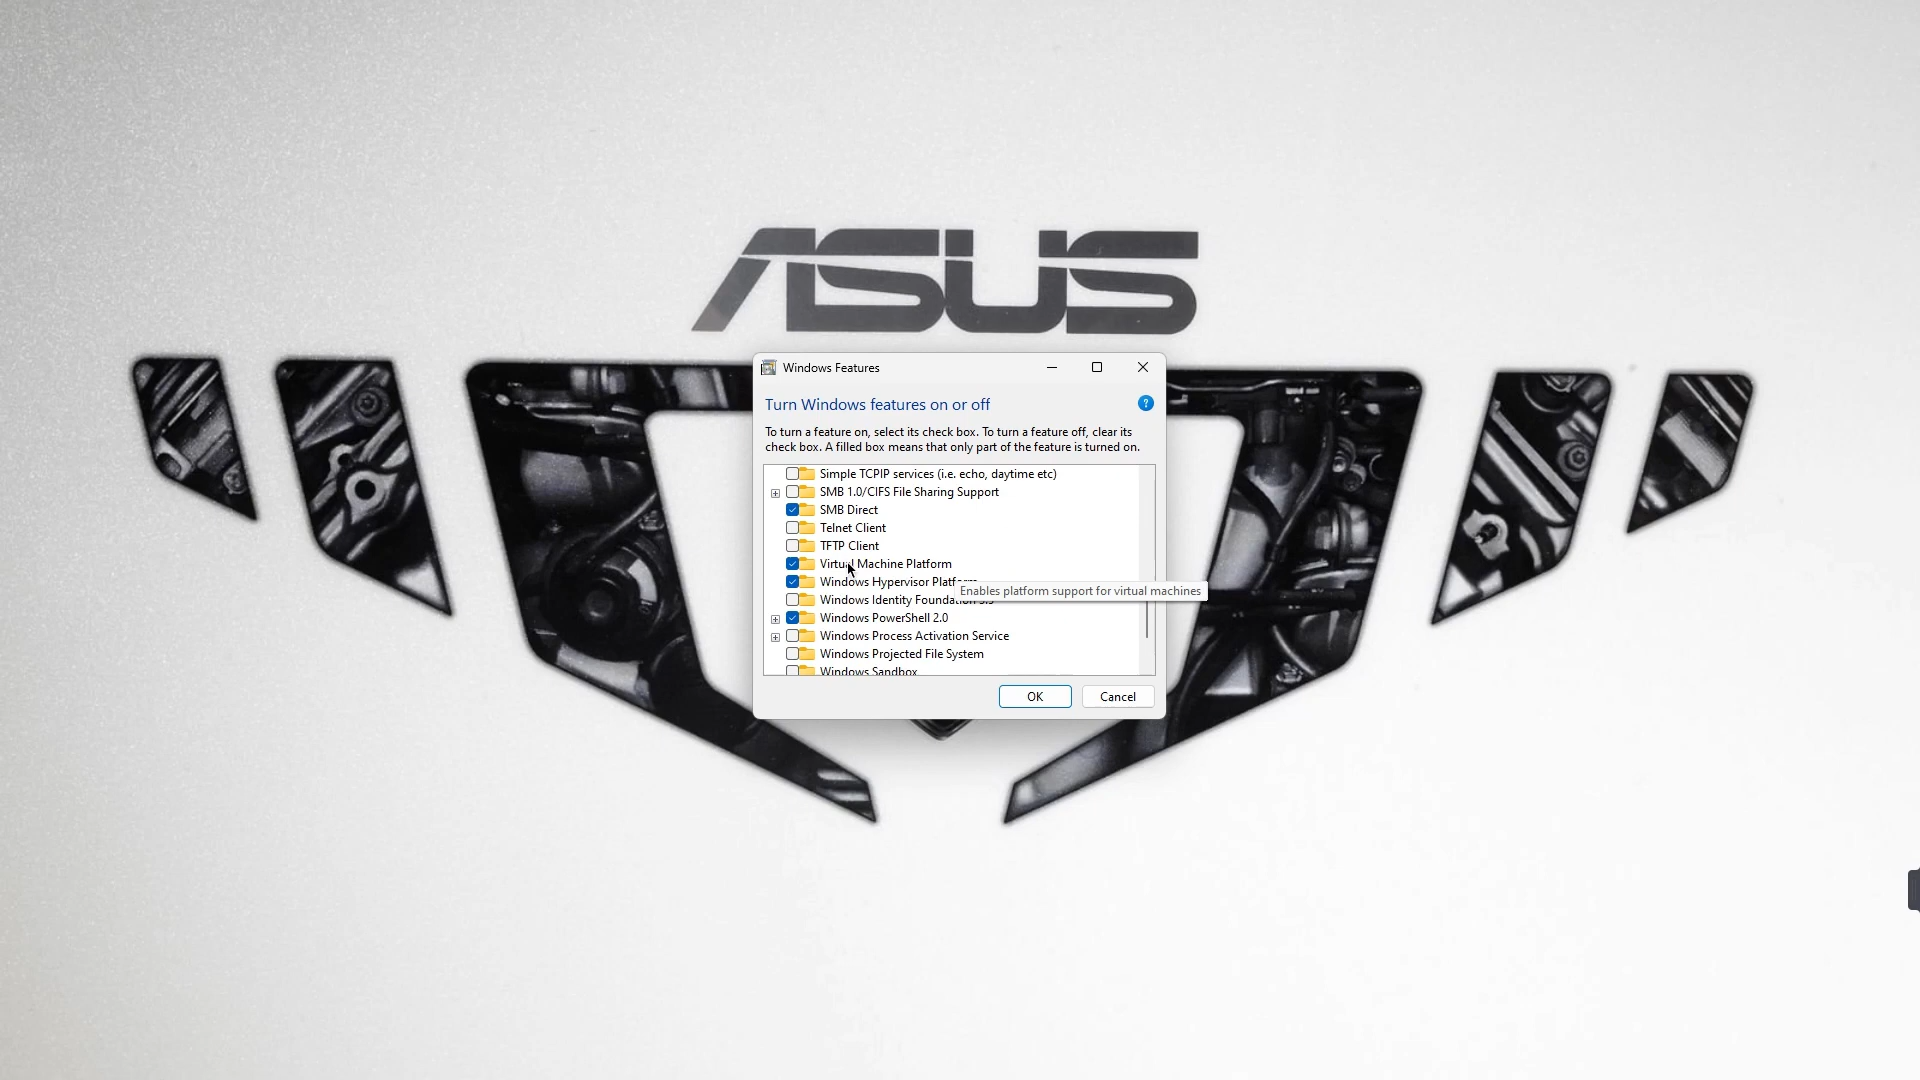 ASUS
Windows Features
Turn Windows features on or off
?
To turn a feature on, select its check box. To turn a feature off, clear its
check box. A filled box means that only part of the feature is turned on.
Simple TCPIP services (i.e. echo, daytime etc)
SMB 1.0/CIFS File Sharing Support
SMB Direct
Telnet Client
TFTP Client
Virtual Machine Platform
Windows Hypervisor Platform
Enables platform support for virtual machines
Windows Identity Foundation 3.5
Windows PowerShell 2.0
Windows Process Activation Service
Windows Projected File System
Windows Sandbox
OK
Cancel